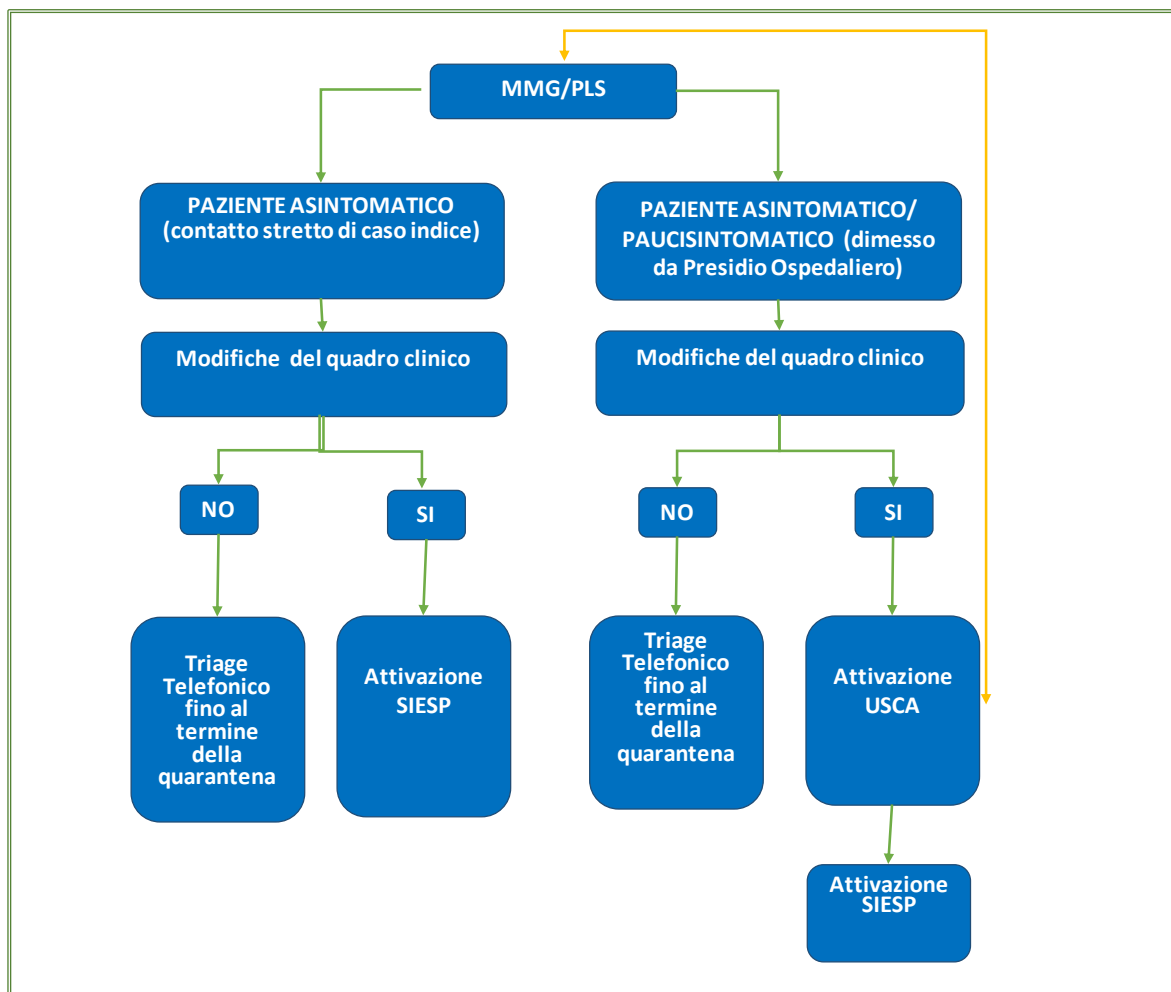 MMG/PLS
PAZIENTE ASINTOMATICO
(contatto stretto di caso indice)
PAZIENTE ASINTOMATICO/
PAUCISINTOMATICO (dimesso
da Presidio Ospedaliero)
Modifiche del quadro clinico
Modifiche del quadro clinico
NO
SI
NO
SI
Triage
Telefonico
fino al
termine
della
quarantena
Attivazione
SIESP
Triage
Telefonico
fino al
termine
della
quarantena
Attivazione
USCA
Attivazione
SIESP